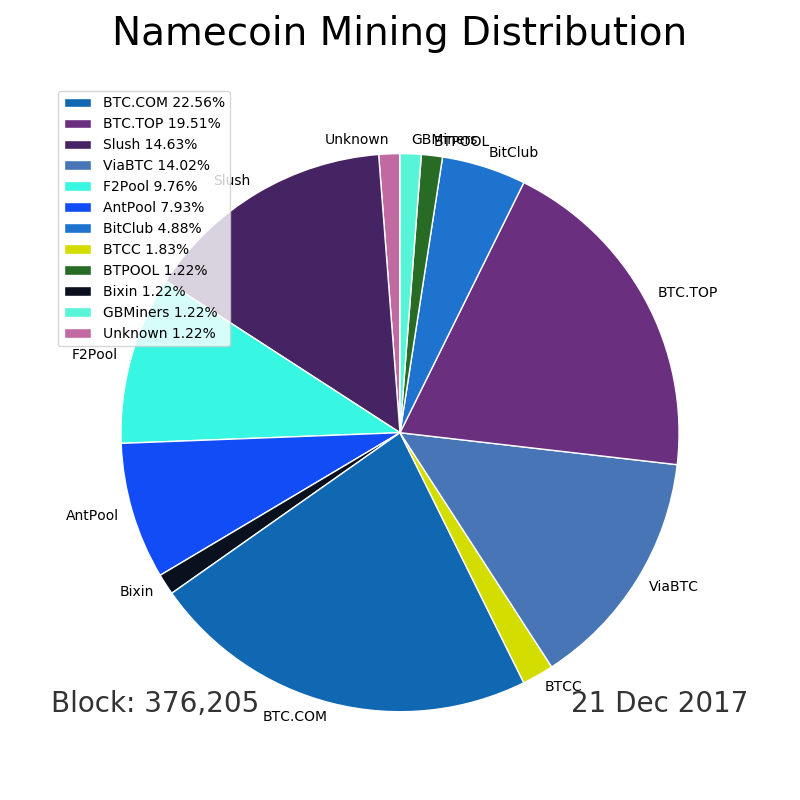 Namecoin Mining Distribution
BTC.COM 22.56%
BTC.TOP 19.51%
Slush 14.63%
ViaBTC 14.02%
F2Pool 9.76%
AntPool 7.93%
BitClub 4.88%
BTCC 1.83%
BTPOOL 1.22%
Bixin 1.22%
GBMiners 1.22%
Unknown 1.22%
Unknown
GBMiners
BTPOOL
BitClub
Slush
BTC.TOP
F2Pool
AntPool
ViaBTC
Bixin
BTCC
BTC.COM
Block: 376,205
21 Dec 2017